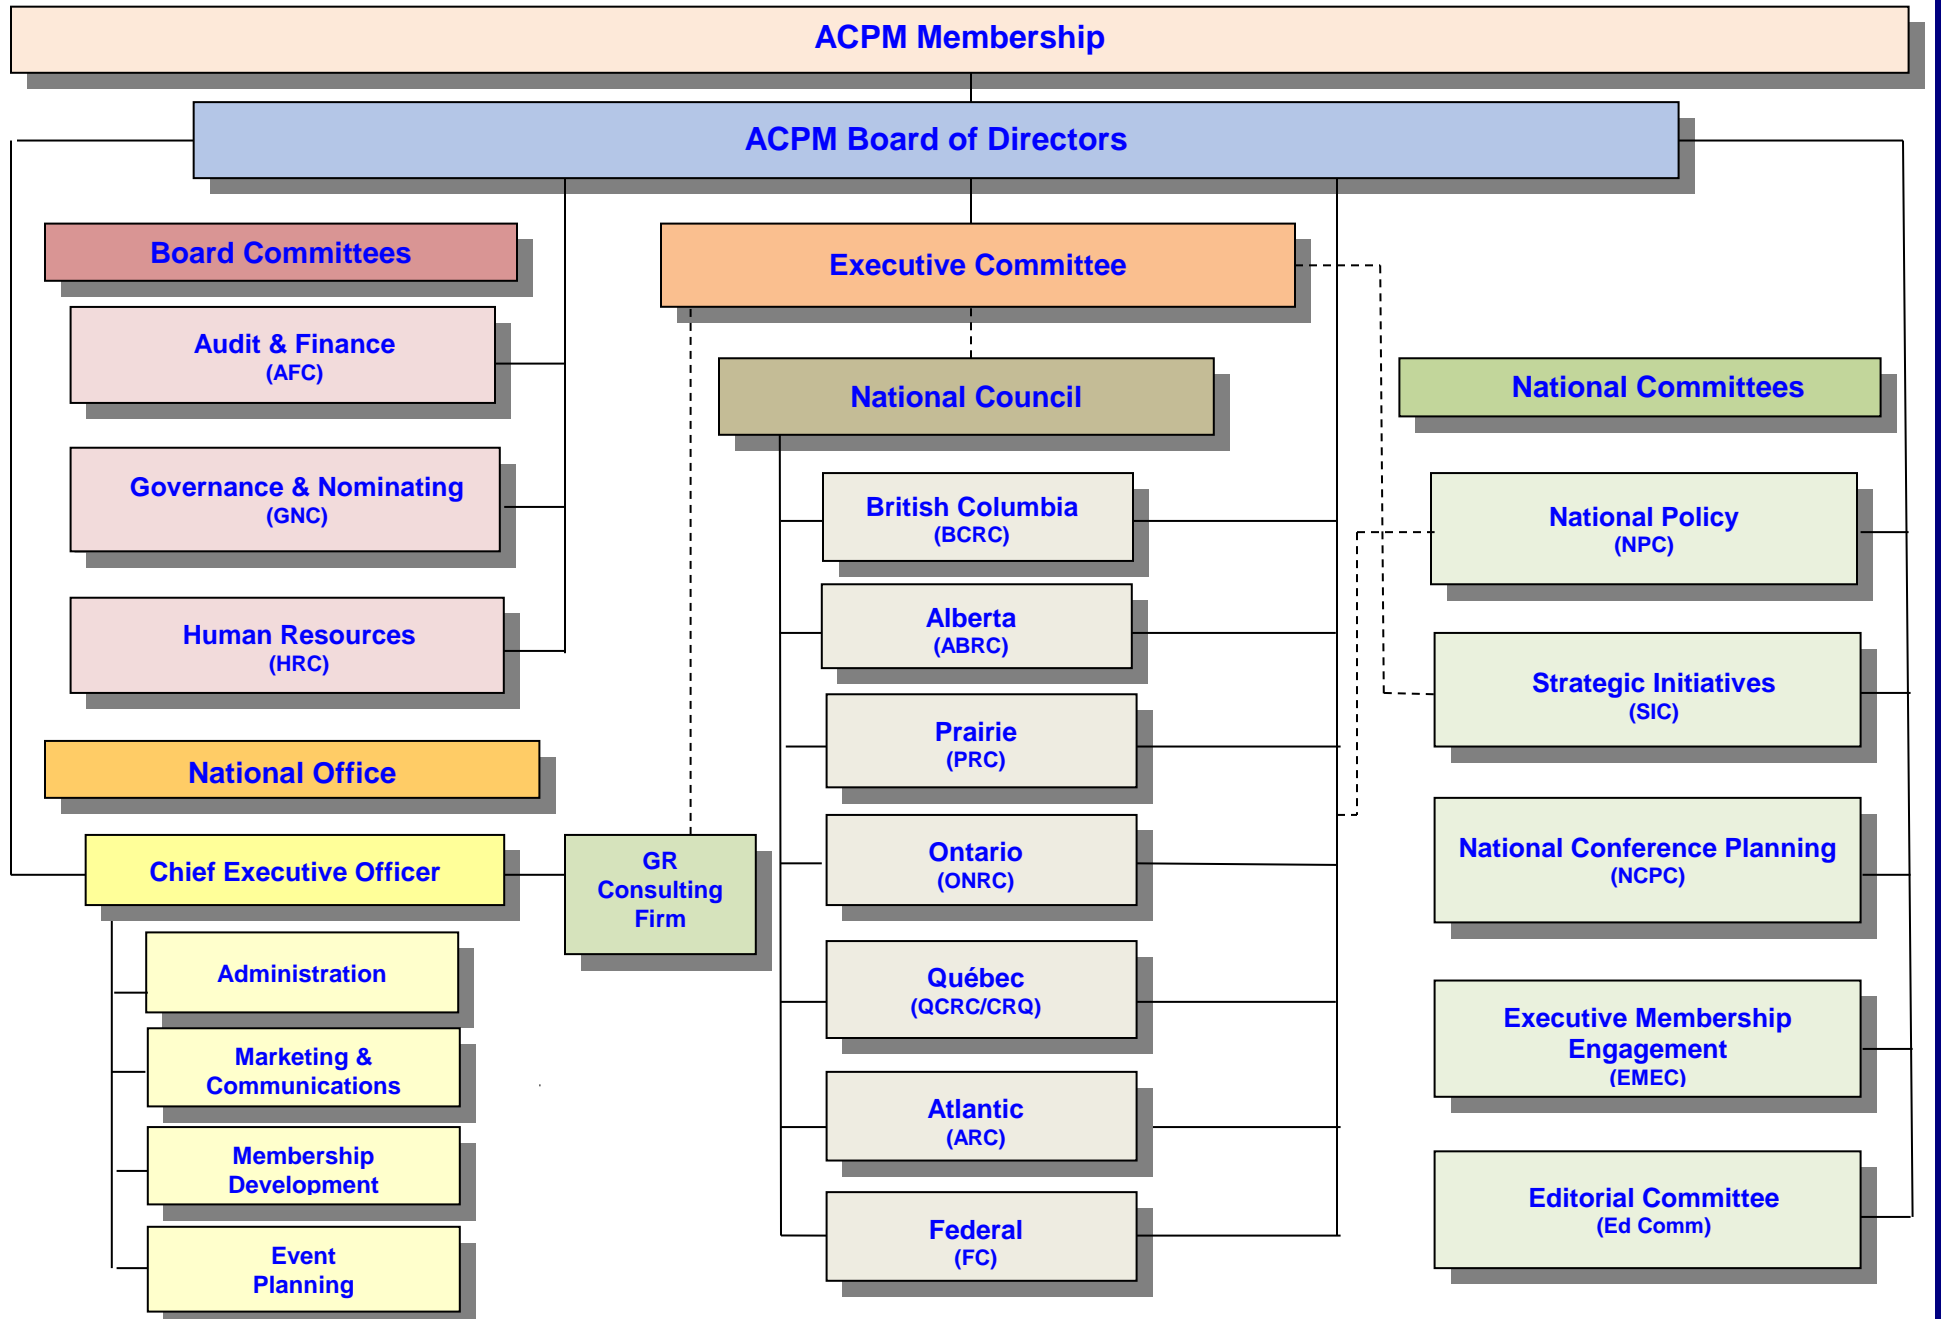 ACPM Membership
ACPM Board of Directors
Board Committees
Audit & Finance
(AFC)
Governance & Nominating
(GNC)
Human Resources
(HRC)
National Office
Chief Executive Officer
Administration
Marketing &
Communications
Membership
Development
Event
Planning
GR
Consulting
Firm
Executive Committee
National Council
British Columbia
(BCRC)
Alberta
(ABRC)
Prairie
(PRC)
Ontario
(ONRC)
Québec
(QCRC/CRQ)
Atlantic
(ARC)
Federal
(FC)
National Committees
National Policy
(NPC)
Strategic Initiatives
(SIC)
National Conference Planning
(NCPC)
Executive Membership
Engagement
(EMEC)
Editorial Committee
(Ed Comm)